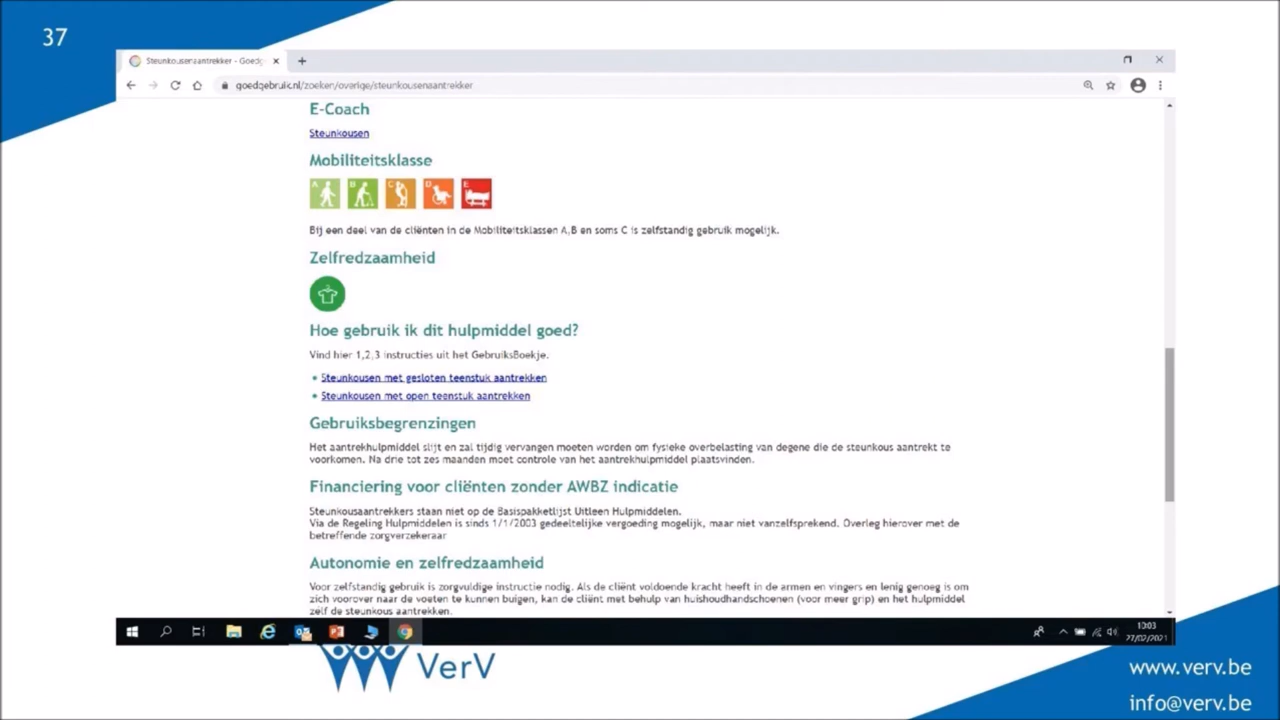 37
Steunkousenaantrekker - Goedg
goedgebruik.nl/zoeken/overige/steunkousenaantrekker
E-Coach
Steunkousen
Mobiliteitsklasse
A B C D E
Bij een deel van de cliënten in de Mobiliteitsklassen A,B en soms C is zelfstandig gebruik mogelijk.
Zelfredzaamheid
Hoe gebruik ik dit hulpmiddel goed?
Vind hier 1,2,3 instructies uit het GebruiksBoekje.
Steunkousen met gesloten teenstuk aantrekken
Steunkousen met open teenstuk aantrekken
Gebruiksbegrenzingen
Het aantrekhulpmiddel slijt en zal tijdig vervangen moeten worden om fysieke overbelasting van degene die de steunkous aantrekt te
voorkomen. Na drie tot zes maanden moet controle van het aantrekhulpmiddel plaatsvinden.
Financiering voor cliënten zonder AWBZ indicatie
Steunkousaantrekkers staan niet op de Basispakketlijst Uitleen Hulpmiddelen.
Via de Regeling Hulpmiddelen is sinds 1/1/2003 gedeeltelijke vergoeding mogelijk, maar niet vanzelfsprekend. Overleg hierover met de
betreffende zorgverzekeraar
Autonomie en zelfredzaamheid
Voor zelfstandig gebruik is zorgvuldige instructie nodig. Als de cliënt voldoende kracht heeft in de armen en vingers en lenig genoeg is om
zich voorover naar de voeten te kunnen buigen, kan de cliënt met behulp van huishoudhandschoenen (voor meer grip) en het hulpmiddel
zelf de steunkous aantrekken.
10:03
27/02/2021
VerV
www.verv.be
info@verv.be